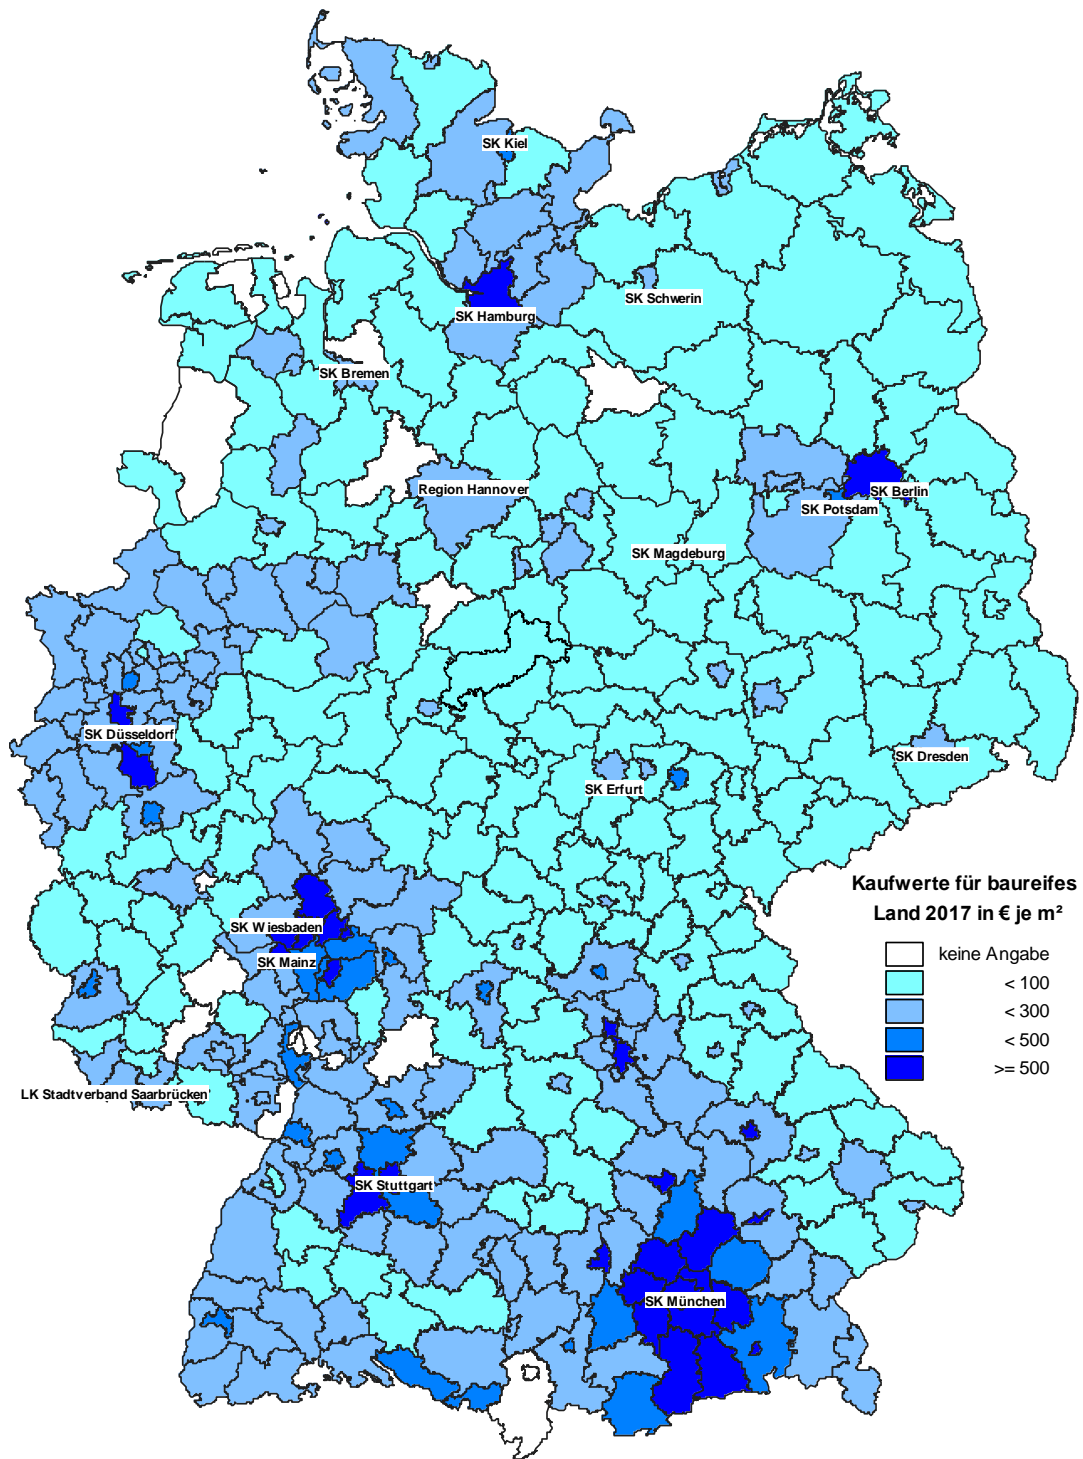 SK Kiel
SK Schwerin
SK Hamburg
SK Bremen
Region Hannover
SK Berlin
SK Potsdam
SK Magdeburg
SK Düsseldorf
SK Dresden
SK Erfurt
Kaufwerte für baureifes
Land 2017 in € je m²
keine Angabe
< 100
< 300
< 500
>= 500
SK Wiesbaden
SK Mainz
LK Stadtverband Saarbrücken
SK Stuttgart
SK München